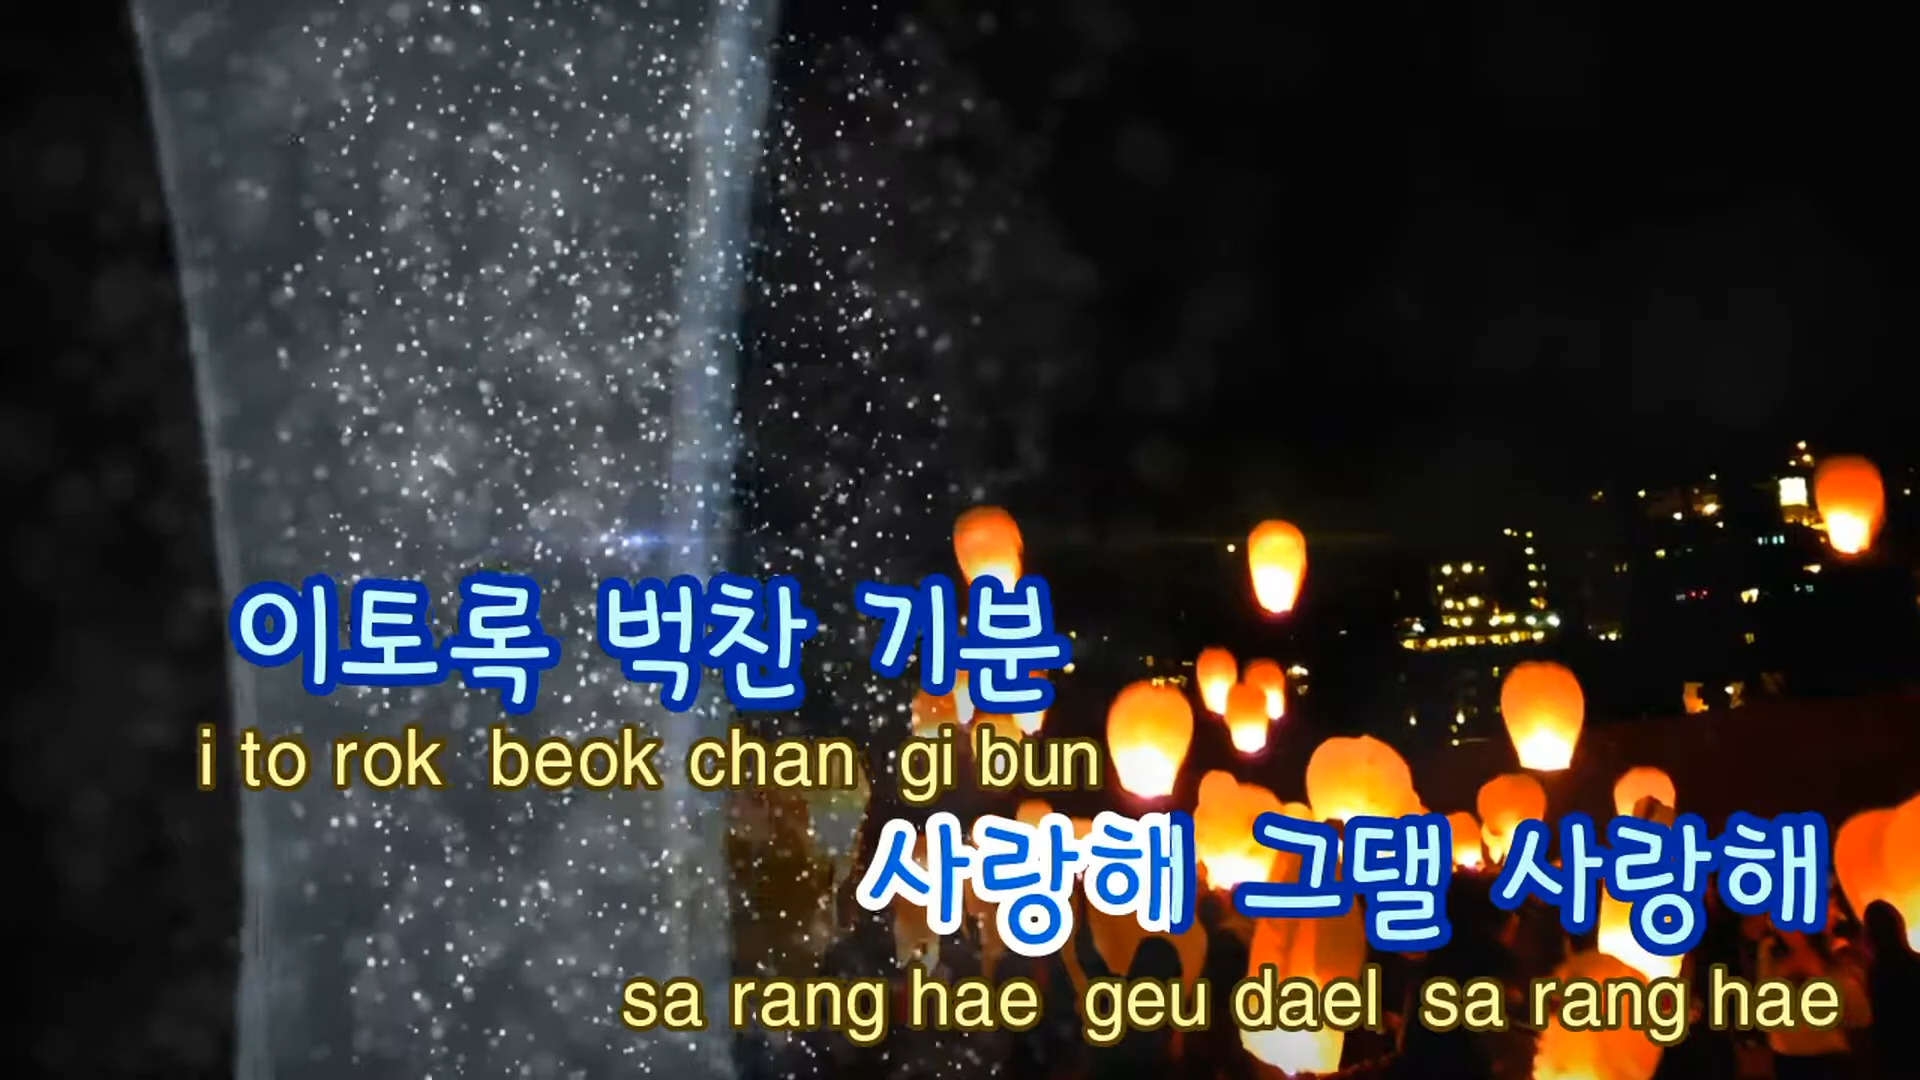 이토록 벅찬 기분
i to rok beok chan gi bun
사랑해 그댈 사랑해
sa rang hae geu dael sa rang hae